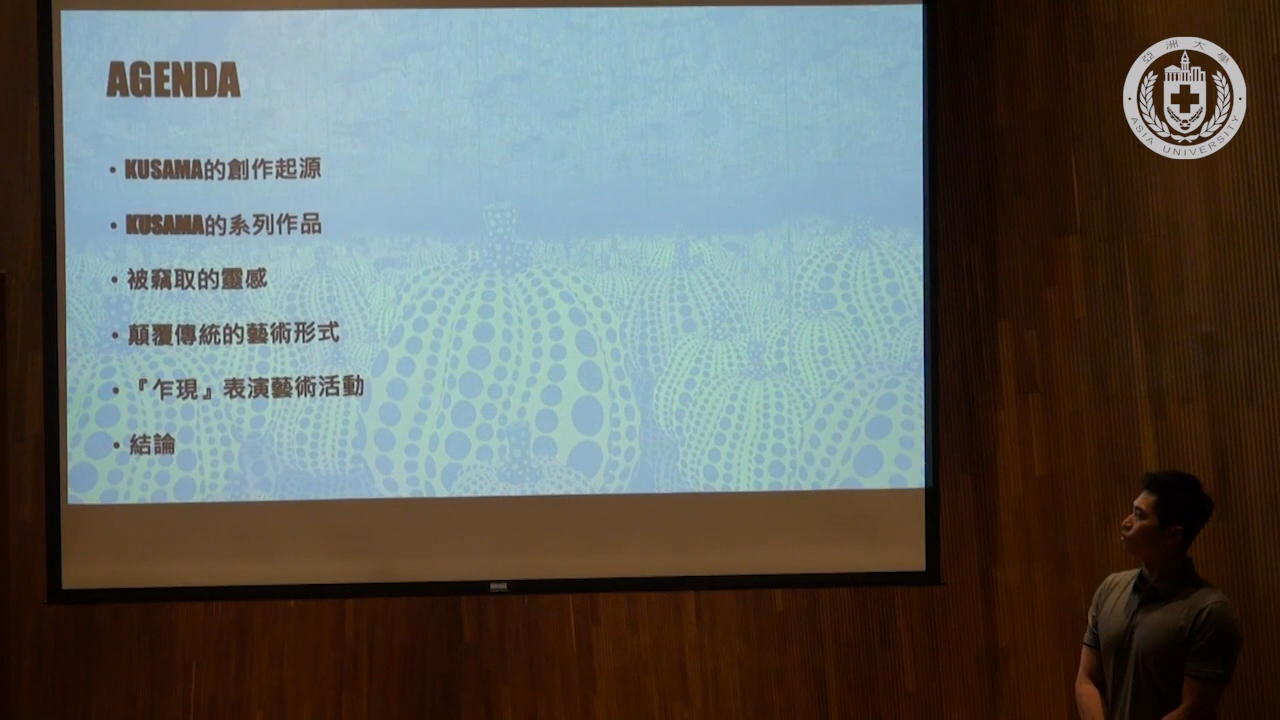 AGENDA
• KUSAMA的創作起源
• KUSAMA的系列作品
• 被竊取的靈感
• 顛覆傳統的藝術形式
• 『乍現』表演藝術活動
• 結論
亞洲大學
ASIA UNIVERSITY